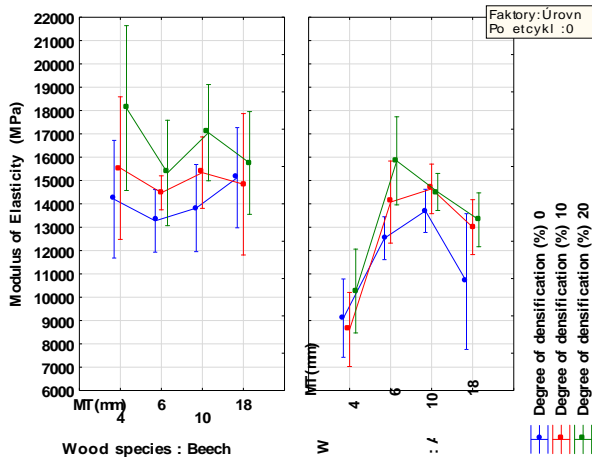 Faktory:Úrovn
Po etcykl :0
Modulus of Elasticity (MPa)
22000
21000
20000
19000
18000
17000
16000
15000
14000
13000
12000
11000
10000
9000
8000
7000
6000
MT(mm)
4
6
10
18
Wood species : Beech
MT(mm)
4
6
10
18
W
: A
Degree of densification (%) 0
Degree of densification (%) 10
Degree of densification (%) 20